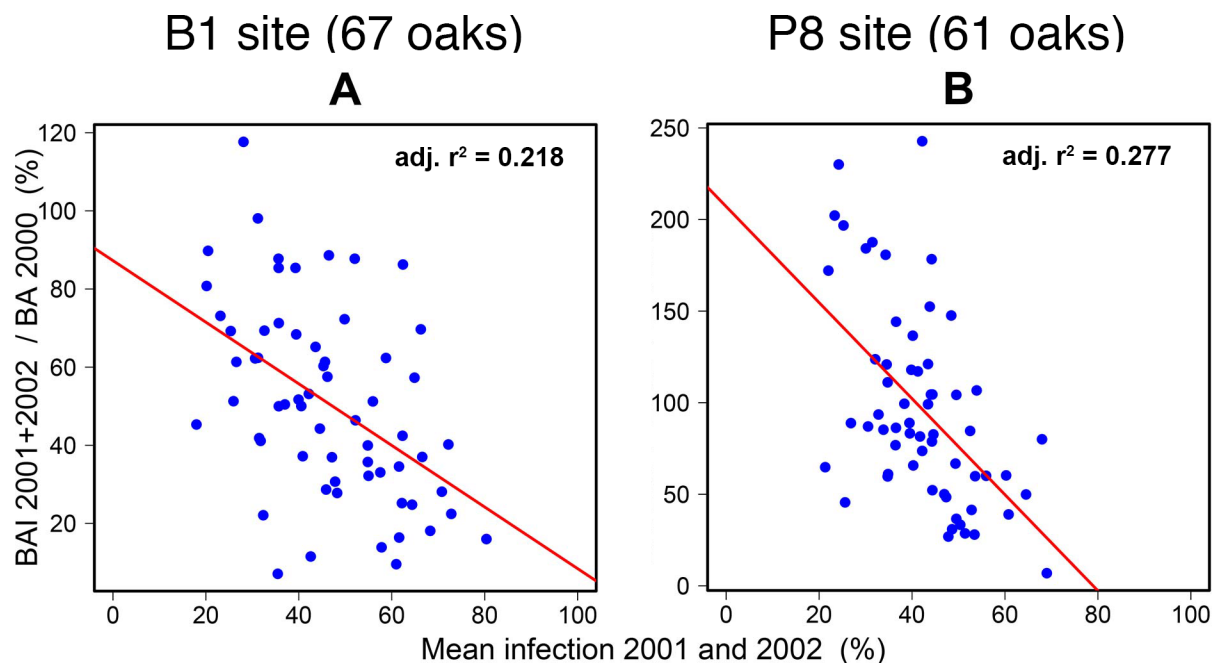 B1 site (67 oaks)
P8 site (61 oaks)
A
B
adj. r² = 0.218
adj. r² = 0.277
BAI 2001+2002 / BA 2000 (%)
120
100
80
60
40
20
0 20 40 60 80 100
250
200
150
100
50
0
0 20 40 60 80 100
Mean infection 2001 and 2002 (%)